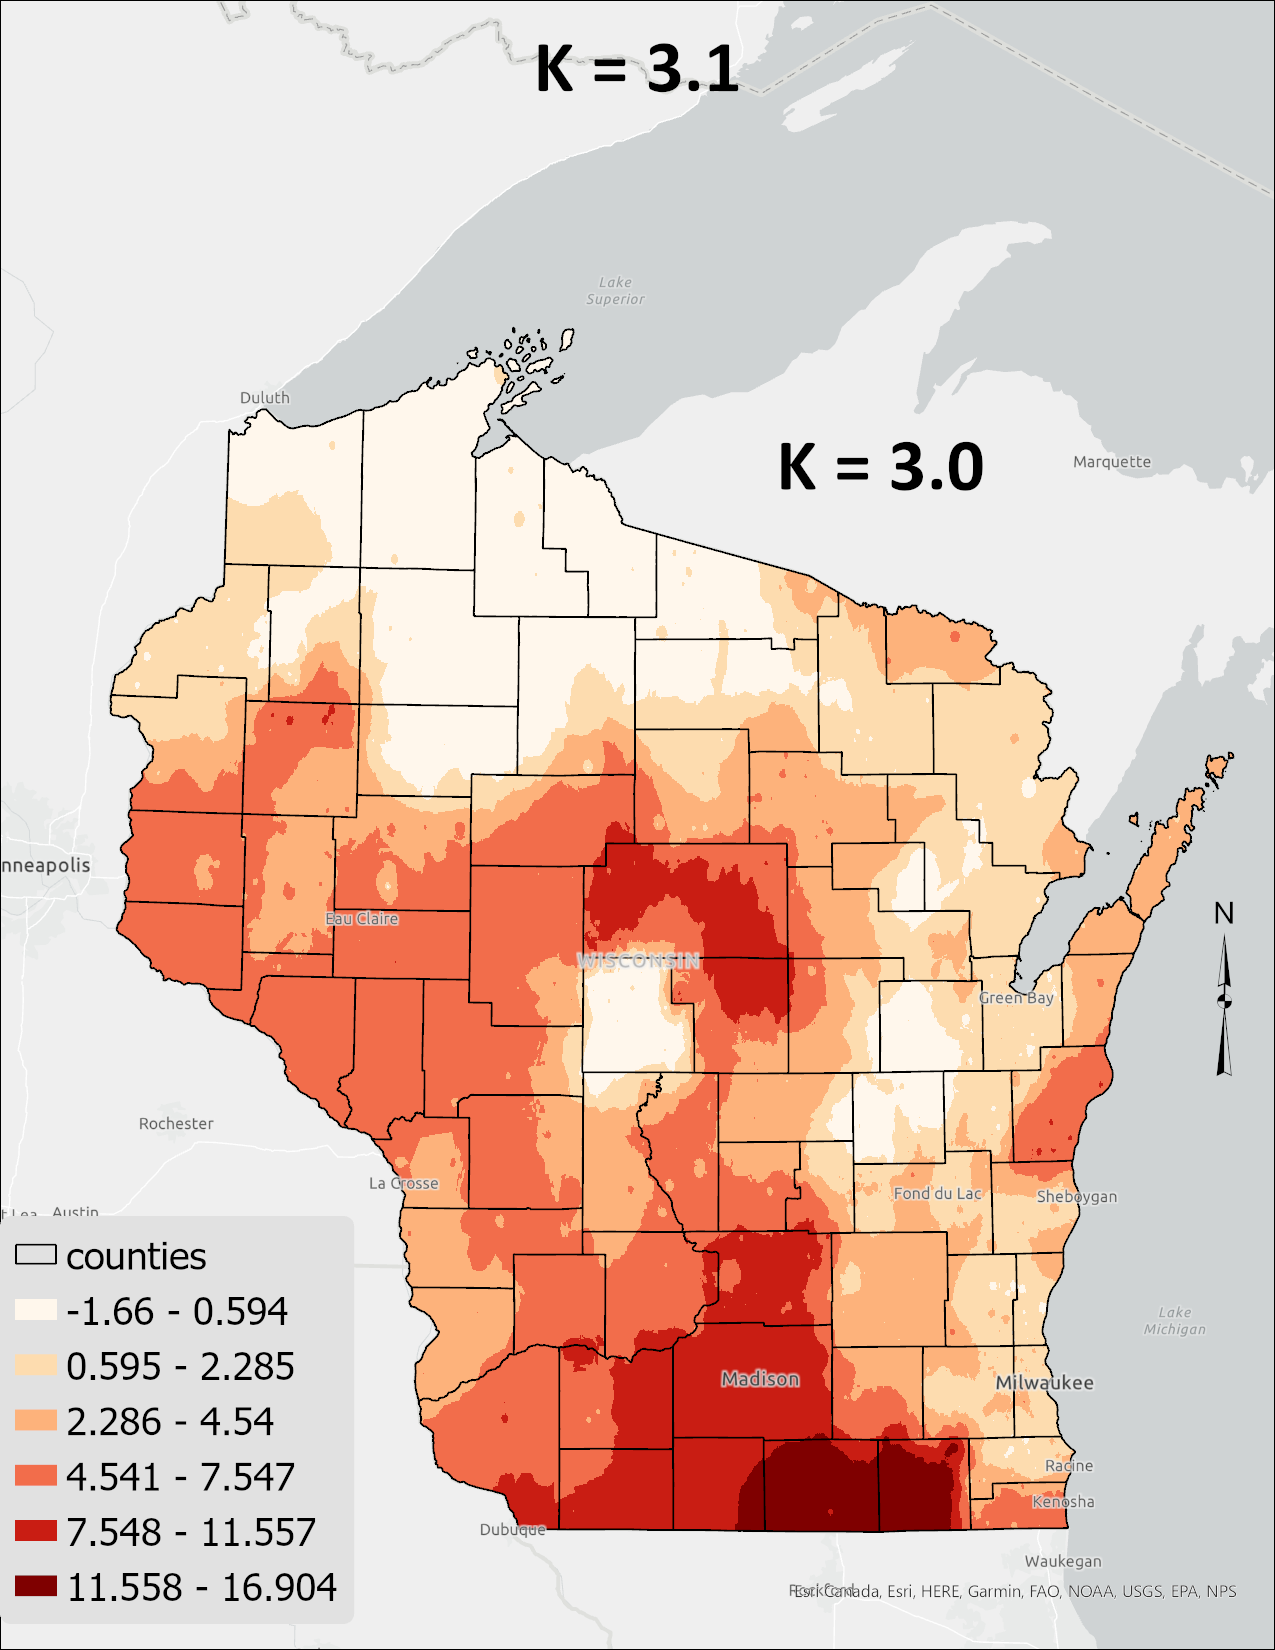 K = 3.1
Lake
Superior
Duluth
K = 3.0
Marquette
nneapolis
Eau Claire
N
WISCONSIN
Green Bay
Rochester
La Crosse
Fond du Lac
Sheboygan
t Lea
Austin
counties
-1.66 - 0.594
0.595 - 2.285
2.286 - 4.54
4.541 - 7.547
7.548 - 11.557
11.558 - 16.904
Lake
Michigan
Madison
Milwaukee
Racine
Kenosha
Dubuque
Waukegan
Rockford
Esri Canada, Esri, HERE, Garmin, FAO, NOAA, USGS, EPA, NPS